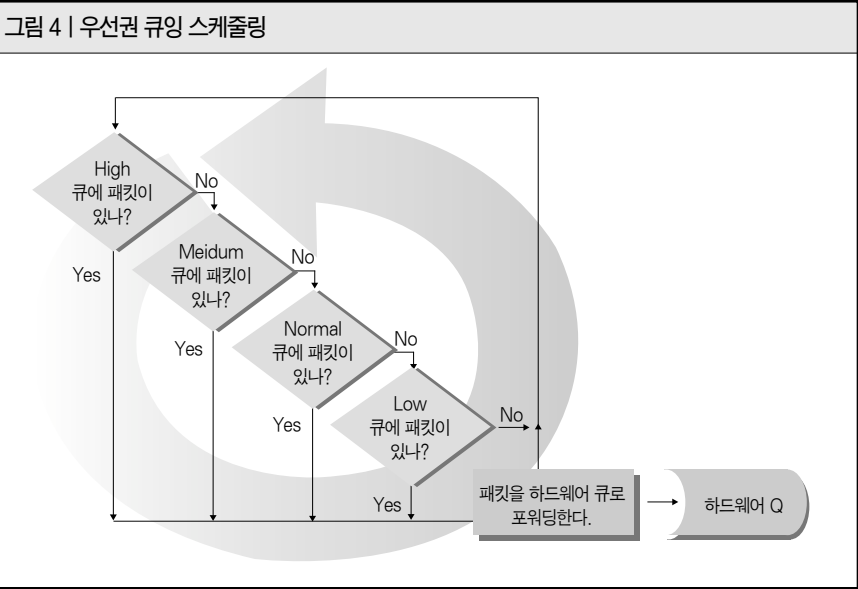 그림 4 | 우선권 큐잉 스케줄링
High
큐에 패킷이
있나?
No
Yes
Meidum
큐에 패킷이
있나?
No
Yes
Normal
큐에 패킷이
있나?
No
Yes
Low
큐에 패킷이
있나?
No
Yes
패킷을 하드웨어 큐로
포워딩한다.
하드웨어 Q